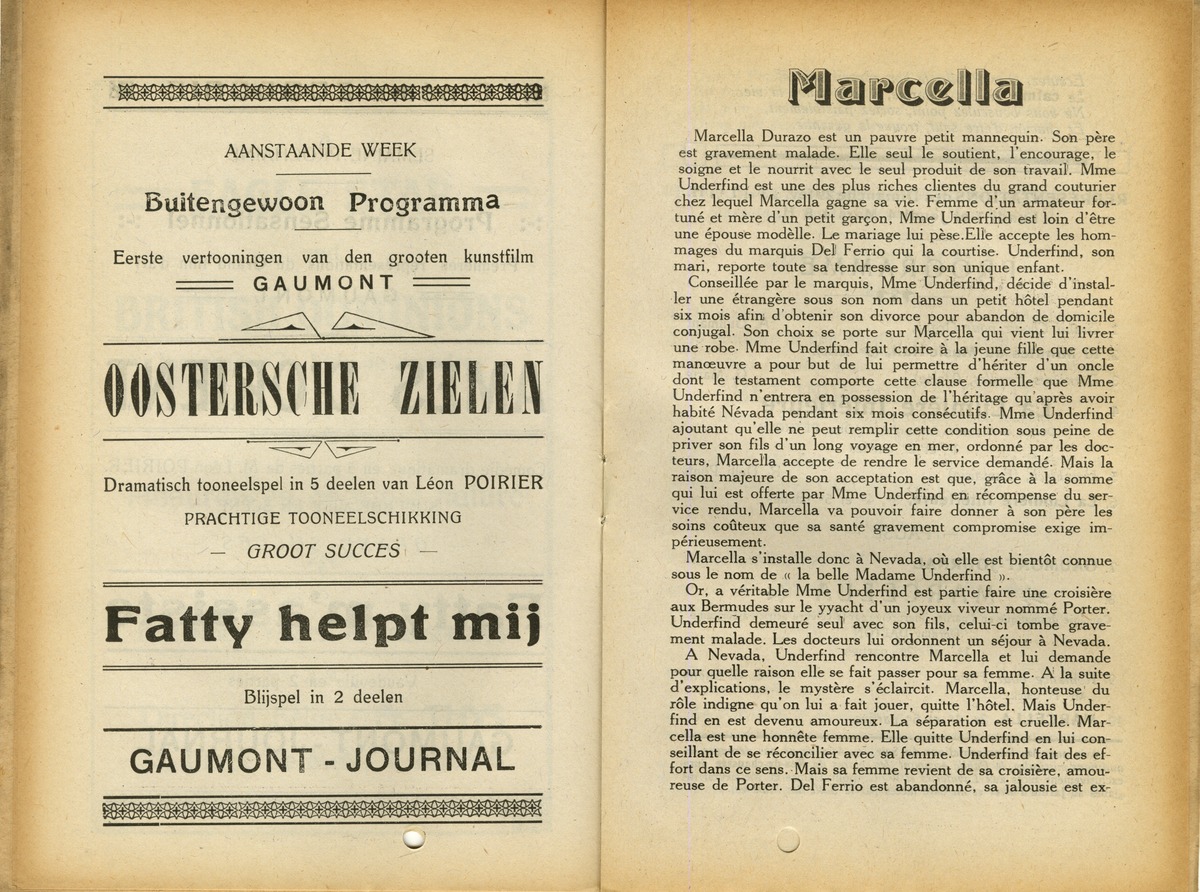 AANSTAANDE WEEK
Buitengewoon Programma
Eerste vertooningen van den grooten kunstfilm
GAUMONT
OOSTERSCHE ZIELEN
Dramatisch tooneelspel in 5 deelen van Léon POIRIER
PRACHTIGE TOONEELSCHIKKING
— GROOT SUCCES —
Fatty helpt mij
Blijspel in 2 deelen
GAUMONT - JOURNAL
Marcella
Marcella Durazo est un pauvre petit mannequin. Son père
est gravement malade. Elle seul le soutient, l'encourage, le
soigne et le nourrit avec le seul produit de son travail. Mme
Underfind est une des plus riches clientes du grand couturier
chez lequel Marcella gagne sa vie. Femme d'un armateur for-
tuné et mère d'un petit garçon, Mme Underfind est loin d'être
une épouse modèlle. Le mariage lui pèse.Elle accepte les hom-
mages du marquis Del Ferrio qui la courtise. Underfind, son
mari, reporte toute sa tendresse sur son unique enfant.
Conseillée par le marquis, Mme Underfind, décide d'instal-
ler une étrangère sous son nom dans un petit hôtel pendant
six mois afin d'obtenir son divorce pour abandon de domicile
conjugal. Son choix se porte sur Marcella qui vient lui livrer
une robe. Mme Underfind fait croire à la jeune fille que cette
manœuvre a pour but de lui permettre d'hériter d'un oncle
dont le testament comporte cette clause formelle que Mme
Underfind n'entrera en possession de l'héritage qu'après avoir
habité Névada pendant six mois consécutifs. Mme Underfind
ajoutant qu'elle ne peut remplir cette condition sous peine de
priver son fils d'un long voyage en mer, ordonné par les doc-
teurs, Marcella accepte de rendre le service demandé. Mais la
raison majeure de son acceptation est que, grâce à la somme
qui lui est offerte par Mme Underfind en récompense du ser-
vice rendu, Marcella va pouvoir faire donner à son père les
soins coûteux que sa santé gravement compromise exige im-
périeusement.
Marcella s'installe donc à Nevada, où elle est bientôt connue
sous le nom de « la belle Madame Underfind ».
Or, a véritable Mme Underfind est partie faire une croisière
aux Bermudes sur le yyacht d'un joyeux viveur nommé Porter.
Underfind demeuré seul avec son fils, celui-ci tombe grave-
ment malade. Les docteurs lui ordonnent un séjour à Nevada.
A Nevada, Underfind rencontre Marcella et lui demande
pour quelle raison elle se fait passer pour sa femme. A la suite
d'explications, le mystère s'éclaircit. Marcella, honteuse du
rôle indigne qu'on lui a fait jouer, quitte l'hôtel. Mais Under-
find en est devenu amoureux. La séparation est cruelle. Mar-
cella est une honnête femme. Elle quitte Underfind en lui con-
seillant de se réconcilier avec sa femme. Underfind fait des ef-
fort dans ce sens. Mais sa femme revient de sa croisière, amou-
reuse de Porter. Del Ferrio est abandonné, sa jalousie est ex-